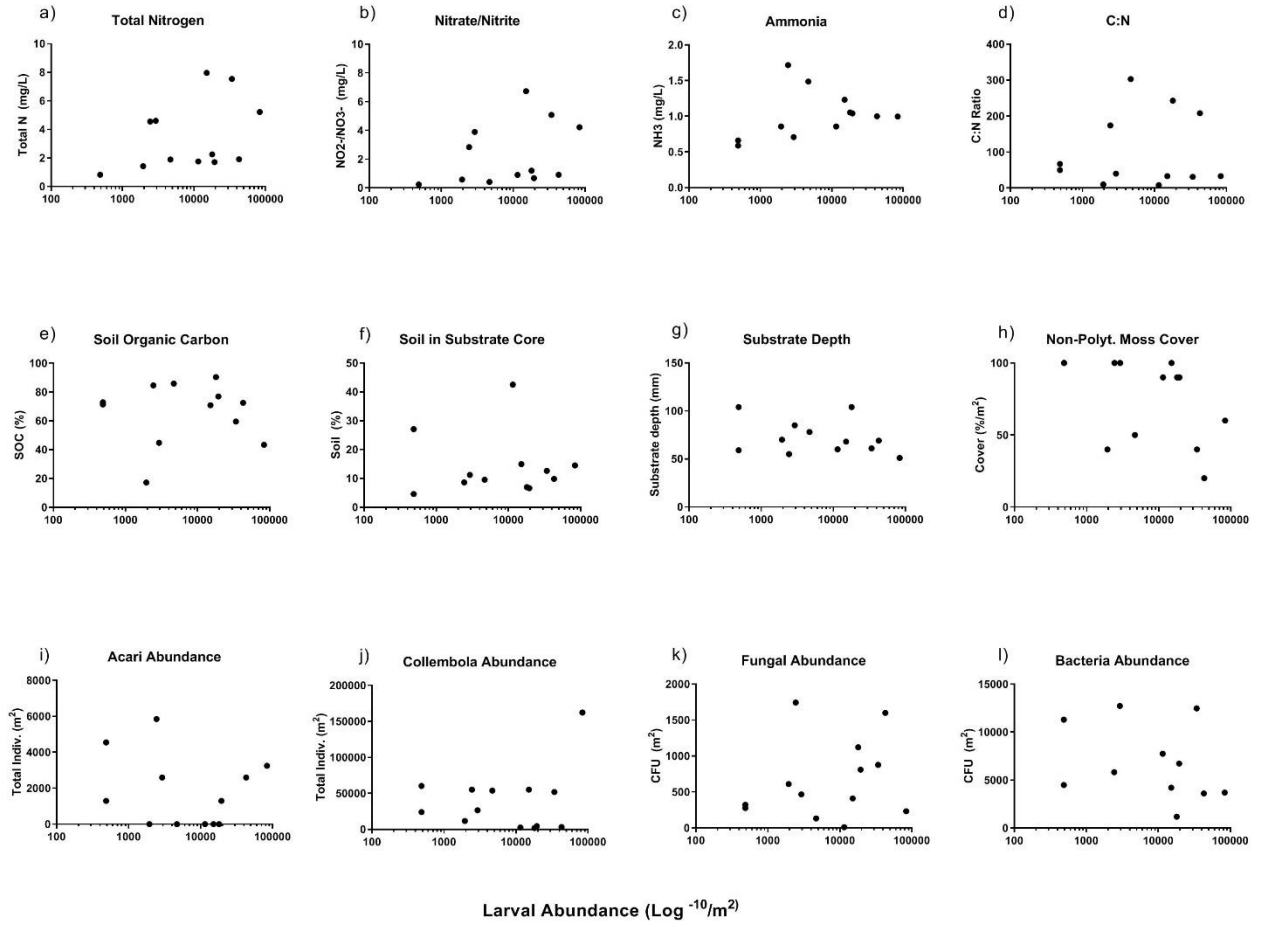 a) Total Nitrogen
10
8
6
4
2
0
Total N (mg/L)
100 1000 10000 100000
b) Nitrate/Nitrite
10
8
6
4
2
0
NO2-/NO3- (mg/L)
100 1000 10000 100000
c) Ammonia
2.0
1.5
1.0
0.5
0.0
NH3 (mg/L)
100 1000 10000 100000
d) C:N
400
300
200
100
0
C:N Ratio
100 1000 10000 100000
e) Soil Organic Carbon
100
80
60
40
20
0
SOC (%)
100 1000 10000 100000
f) Soil in Substrate Core
50
40
30
20
10
0
Soil (%)
100 1000 10000 100000
g) Substrate Depth
150
100
50
0
Substrate depth (mm)
100 1000 10000 100000
h) Non-Polyt. Moss Cover
100
50
0
Cover (%/m²)
100 1000 10000 100000
i) Acari Abundance
8000
6000
4000
2000
0
Total Indiv. (m²)
100 1000 10000 100000
j) Collembola Abundance
200000
150000
100000
50000
0
Total Indiv. (m²)
100 1000 10000 100000
k) Fungal Abundance
2000
1500
1000
500
0
CFU (m²)
100 1000 10000 100000
l) Bacteria Abundance
15000
10000
5000
0
CFU (m²)
100 1000 10000 100000
Larval Abundance (Log ⁻¹⁰/m²)